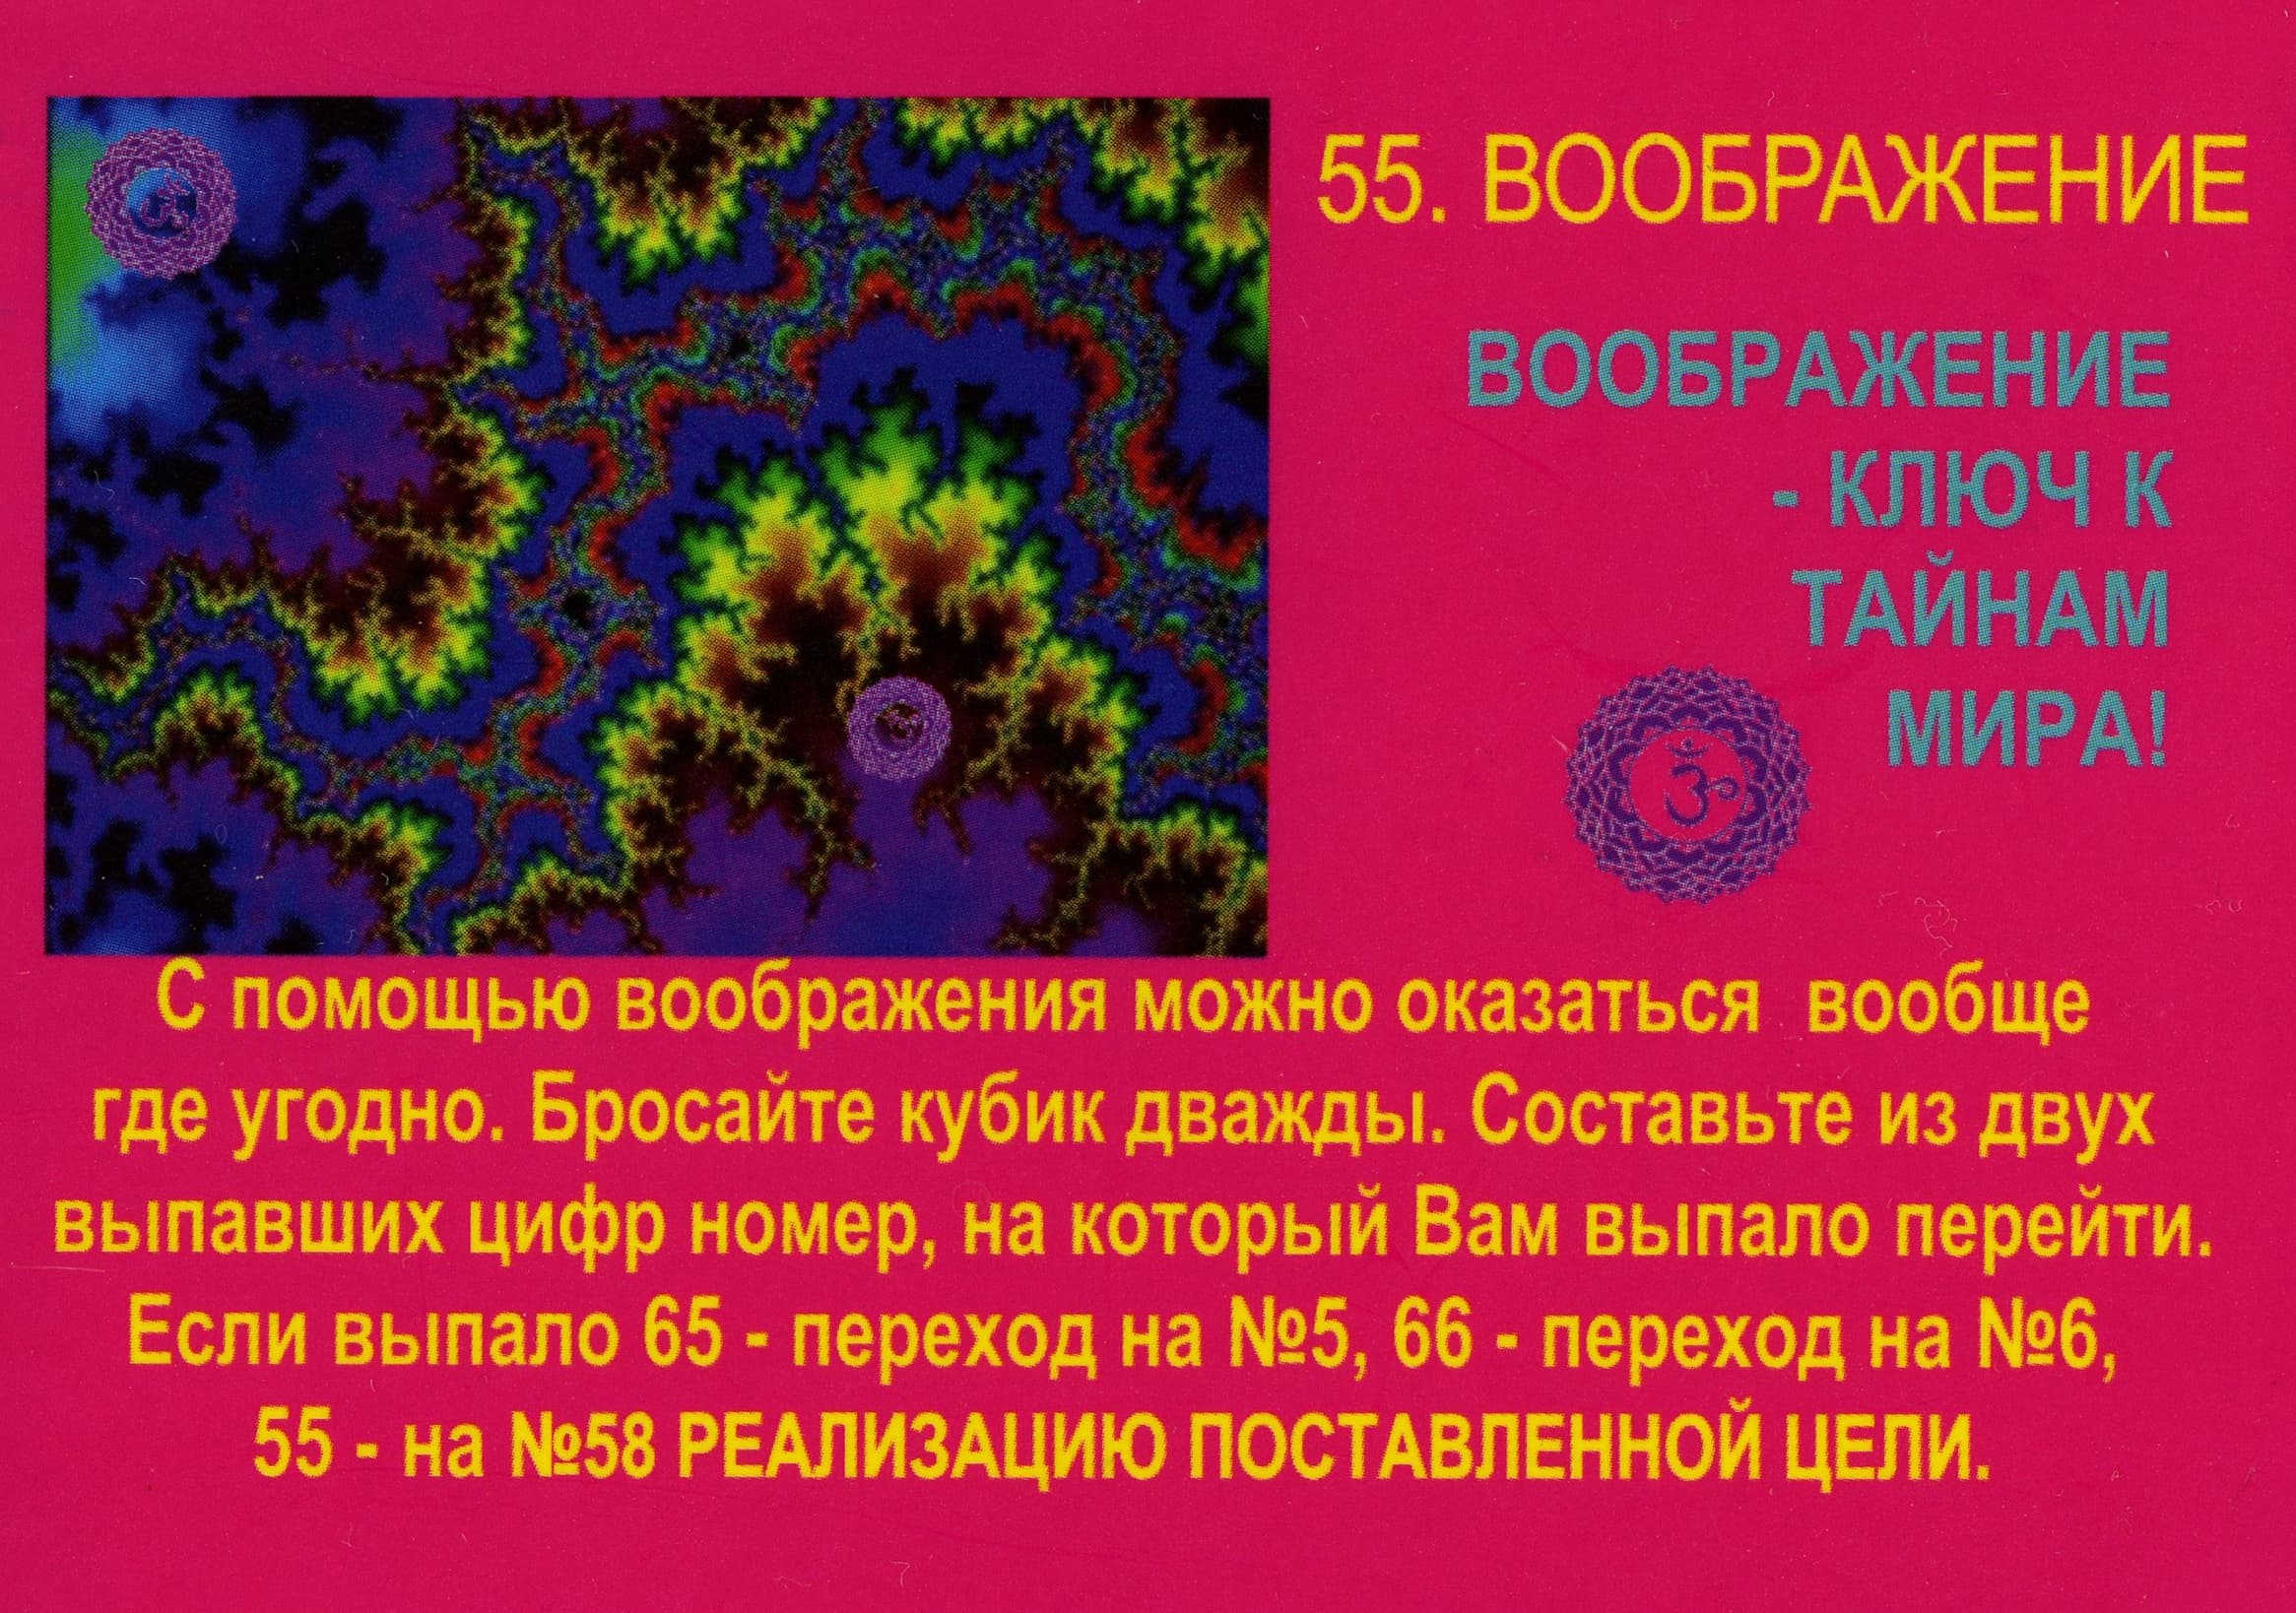 55. ВООБРАЖЕНИЕ
ВООБРАЖЕНИЕ
- КЛЮЧ К
ТАЙНАМ
МИРА!
ॐ
С помощью воображения можно оказаться вообще
где угодно. Бросайте кубик дважды. Составьте из двух
выпавших цифр номер, на который Вам выпало перейти.
Если выпало 65 - переход на №5, 66 - переход на №6,
55 - на №58 РЕАЛИЗАЦИЮ ПОСТАВЛЕННОЙ ЦЕЛИ.